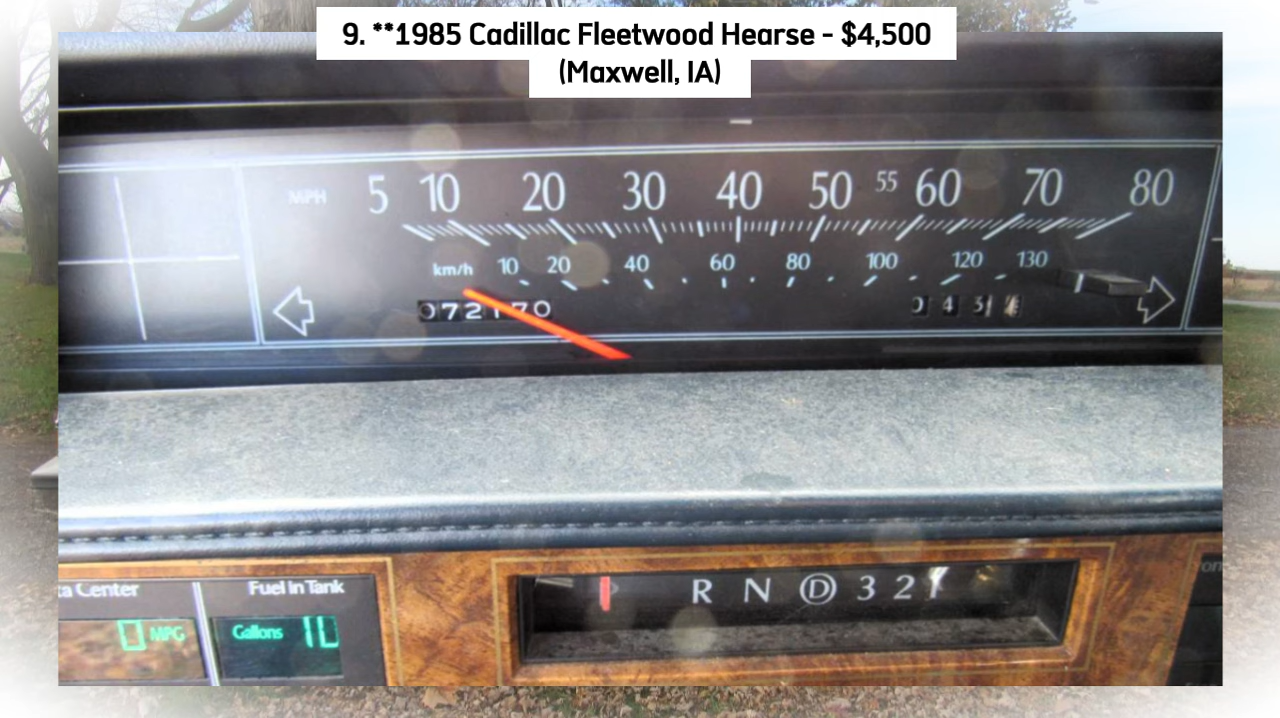 9. **1985 Cadillac Fleetwood Hearse - $4,500
(Maxwell, IA)
MPH 5 10 20 30 40 50 55 60 70 80
km/h 10 20 40 60 80 100 120 130
R N D 3 2 1
ta Center Fuel in Tank
0 MPG Gallons